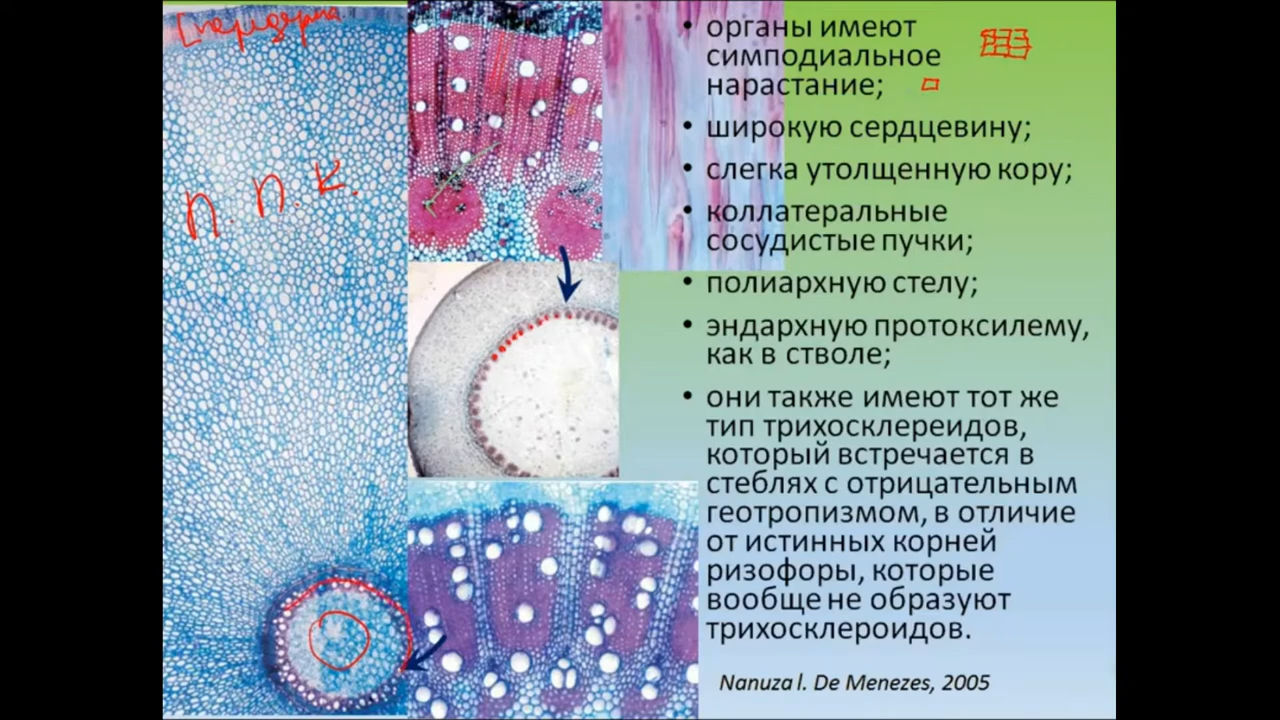 [перидерма
п. п. к.
• органы имеют
симподиальное
нарастание;
• широкую сердцевину;
• слегка утолщенную кору;
• коллатеральные
сосудистые пучки;
• полиархную стелу;
• эндархную протоксилему,
как в стволе;
• они также имеют тот же
тип трихосклереидов,
который встречается в
стеблях с отрицательным
геотропизмом, в отличие
от истинных корней
ризофоры, которые
вообще не образуют
трихосклероидов.
Nanuza l. De Menezes, 2005